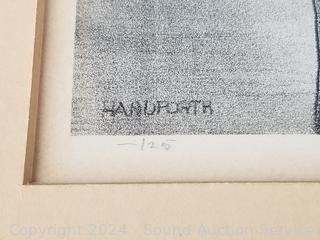 HANDFORTH
—125
Copyright 2024 Sound Auction Service